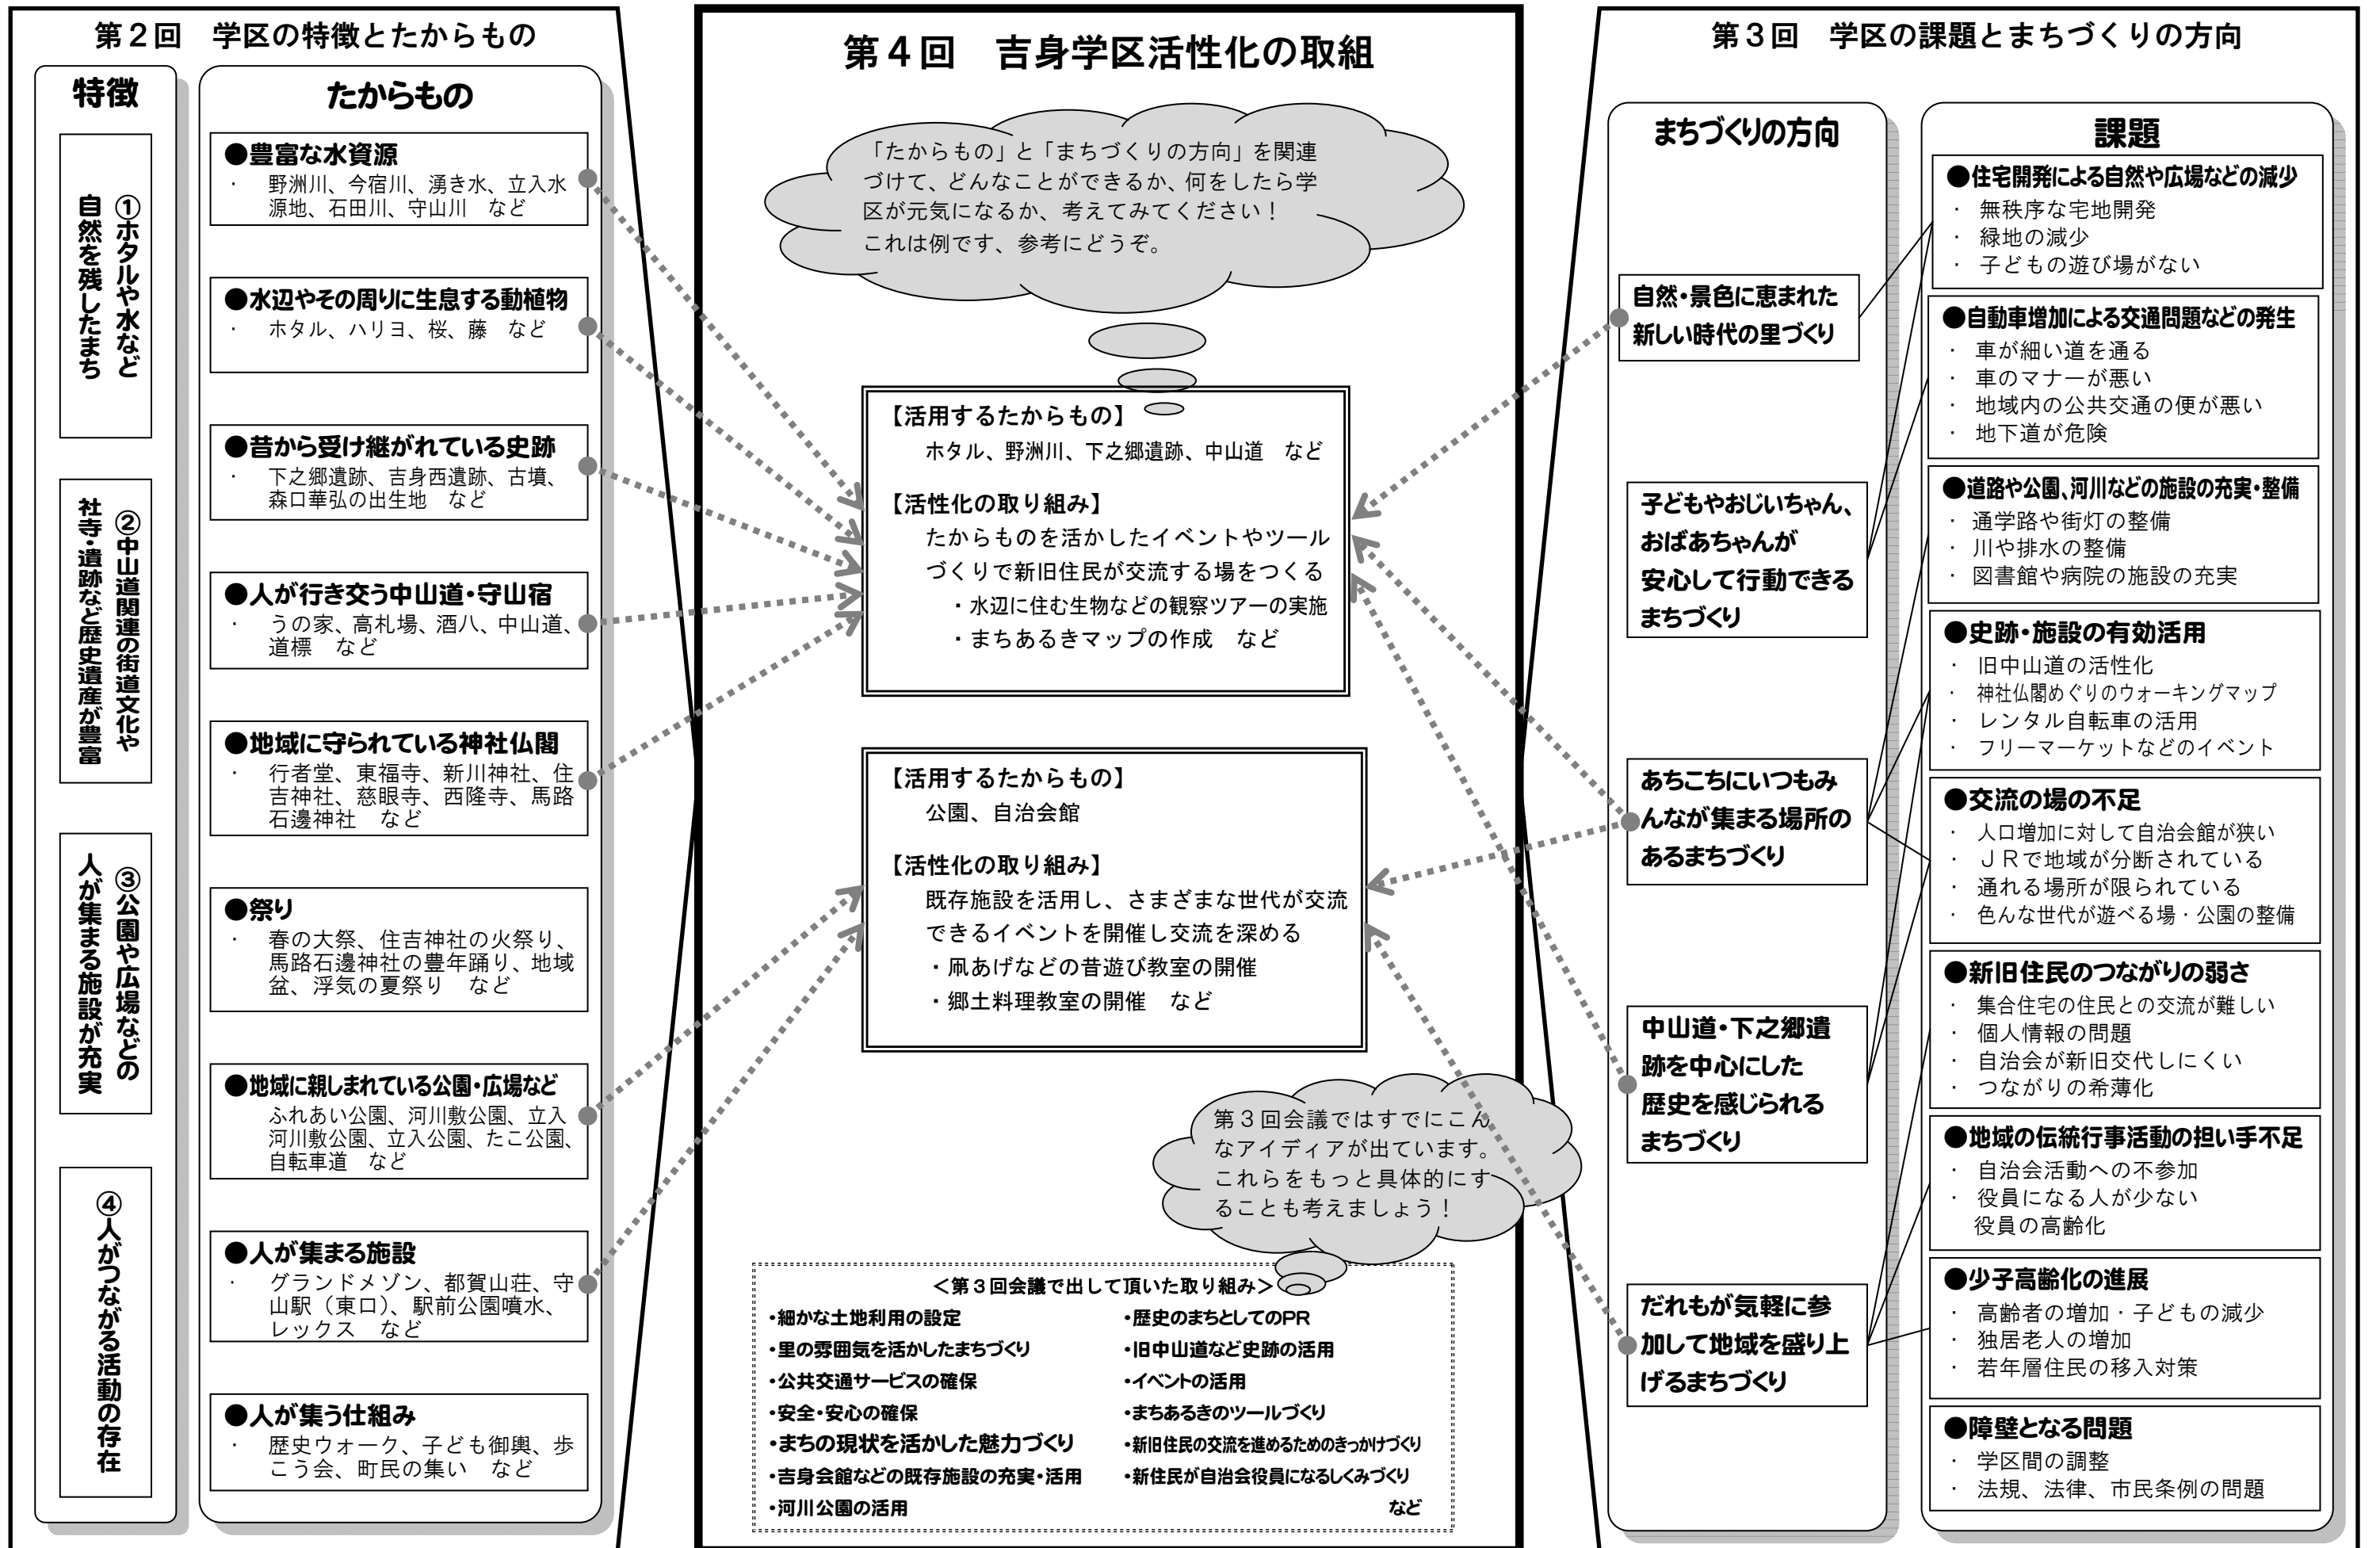 第２回　学区の特徴とたからもの
特徴
①ホタルや水など
自然を残したまち
②中山道関連の街道文化や
社寺・遺跡など歴史遺産が豊富
③公園や広場などの
人が集まる施設が充実
④人がつながる活動の存在
たからもの
●豊富な水資源
・　野洲川、今宿川、湧き水、立入水
源地、石田川、守山川　など
●水辺やその周りに生息する動植物
・　ホタル、ハリヨ、桜、藤　など
●昔から受け継がれている史跡
・　下之郷遺跡、吉身西遺跡、古墳、
森口華弘の出生地　など
●人が行き交う中山道・守山宿
・　うの家、高札場、酒八、中山道、
道標　など
●地域に守られている神社仏閣
・　行者堂、東福寺、新川神社、住
吉神社、慈眼寺、西隆寺、馬路
石邊神社　など
●祭り
・　春の大祭、住吉神社の火祭り、
馬路石邊神社の豊年踊り、地域
盆、浮気の夏祭り　など
●地域に親しまれている公園・広場など
ふれあい公園、河川敷公園、立入
河川敷公園、立入公園、たこ公園、
自転車道　など
●人が集まる施設
・　グランドメゾン、都賀山荘、守
山駅（東口）、駅前公園噴水、
レックス　など
●人が集う仕組み
・　歴史ウォーク、子ども御輿、歩
こう会、町民の集い　など
第４回　吉身学区活性化の取組
「たからもの」と「まちづくりの方向」を関連
づけて、どんなことができるか、何をしたら学
区が元気になるか、考えてみてください！
これは例です、参考にどうぞ。
【活用するたからもの】
ホタル、野洲川、下之郷遺跡、中山道　など
【活性化の取り組み】
たからものを活かしたイベントやツール
づくりで新旧住民が交流する場をつくる
・水辺に住む生物などの観察ツアーの実施
・まちあるきマップの作成　など
【活用するたからもの】
公園、自治会館
【活性化の取り組み】
既存施設を活用し、さまざまな世代が交流
できるイベントを開催し交流を深める
・凧あげなどの昔遊び教室の開催
・郷土料理教室の開催　など
第３回会議ではすでにこん
なアイディアが出ています。
これらをもっと具体的にす
ることも考えましょう！
＜第３回会議で出して頂いた取り組み＞
・細かな土地利用の設定
・里の雰囲気を活かしたまちづくり
・公共交通サービスの確保
・安全・安心の確保
・まちの現状を活かした魅力づくり
・吉身会館などの既存施設の充実・活用
・河川公園の活用
・歴史のまちとしてのPR
・旧中山道など史跡の活用
・イベントの活用
・まちあるきのツールづくり
・新旧住民の交流を進めるためのきっかけづくり
・新住民が自治会役員になるしくみづくり
など
第３回　学区の課題とまちづくりの方向
まちづくりの方向
自然・景色に恵まれた
新しい時代の里づくり
子どもやおじいちゃん、
おばあちゃんが
安心して行動できる
まちづくり
あちこちにいつもみ
んなが集まる場所の
あるまちづくり
中山道・下之郷遺
跡を中心にした
歴史を感じられる
まちづくり
だれもが気軽に参
加して地域を盛り上
げるまちづくり
課題
●住宅開発による自然や広場などの減少
・　無秩序な宅地開発
・　緑地の減少
・　子どもの遊び場がない
●自動車増加による交通問題などの発生
・　車が細い道を通る
・　車のマナーが悪い
・　地域内の公共交通の便が悪い
・　地下道が危険
●道路や公園、河川などの施設の充実・整備
・　通学路や街灯の整備
・　川や排水の整備
・　図書館や病院の施設の充実
●史跡・施設の有効活用
・　旧中山道の活性化
・　神社仏閣めぐりのウォーキングマップ
・　レンタル自転車の活用
・　フリーマーケットなどのイベント
●交流の場の不足
・　人口増加に対して自治会館が狭い
・　ＪＲで地域が分断されている
・　通れる場所が限られている
・　色んな世代が遊べる場・公園の整備
●新旧住民のつながりの弱さ
・　集合住宅の住民との交流が難しい
・　個人情報の問題
・　自治会が新旧交代しにくい
・　つながりの希薄化
●地域の伝統行事活動の担い手不足
・　自治会活動への不参加
・　役員になる人が少ない
役員の高齢化
●少子高齢化の進展
・　高齢者の増加・子どもの減少
・　独居老人の増加
・　若年層住民の移入対策
●障壁となる問題
・　学区間の調整
・　法規、法律、市民条例の問題